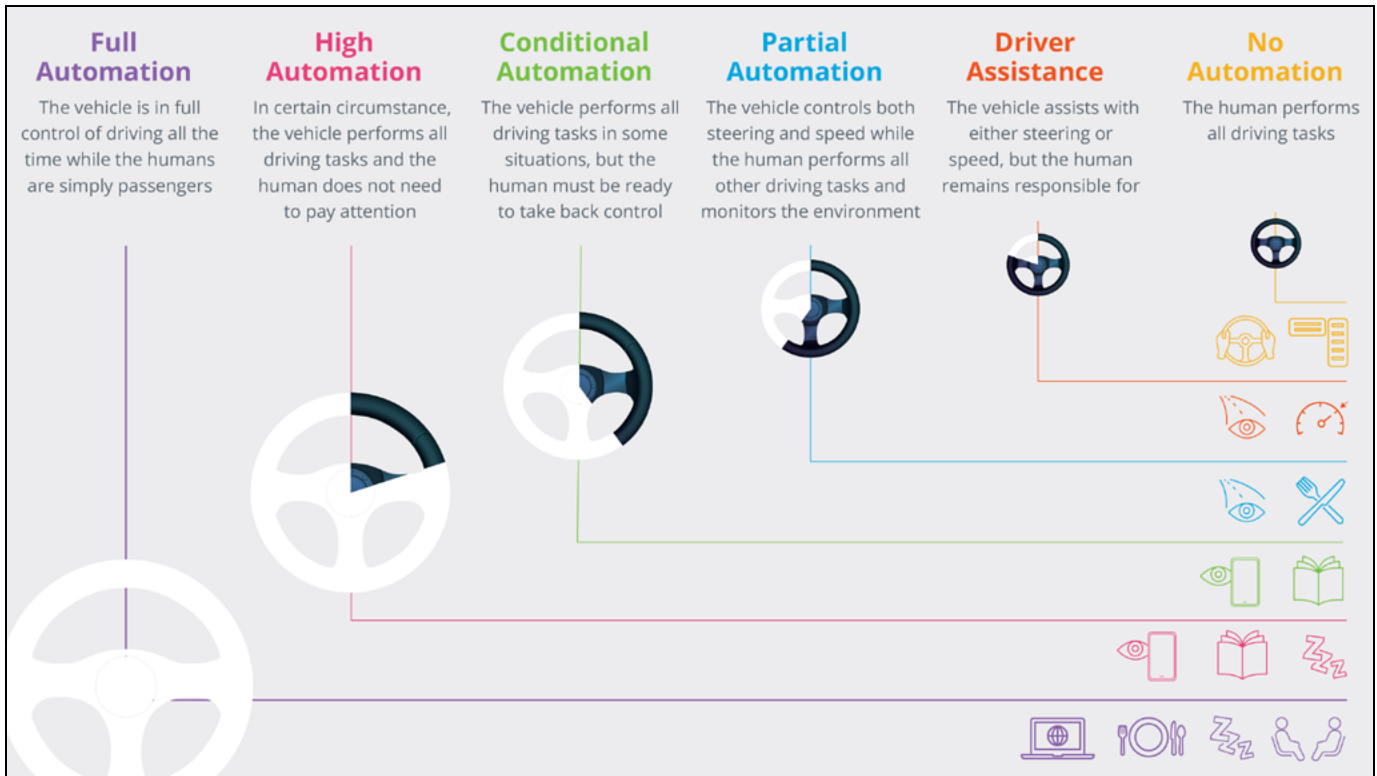 Full
Automation
The vehicle is in full
control of driving all the
time while the humans
are simply passengers
High
Automation
In certain circumstance,
the vehicle performs all
driving tasks and the
human does not need
to pay attention
Conditional
Automation
The vehicle performs all
driving tasks in some
situations, but the
human must be ready
to take back control
Partial
Automation
The vehicle controls both
steering and speed while
the human performs all
other driving tasks and
monitors the environment
Driver
Assistance
The vehicle assists with
either steering or
speed, but the human
remains responsible for
No
Automation
The human performs
all driving tasks
ZZZ
ZZZ